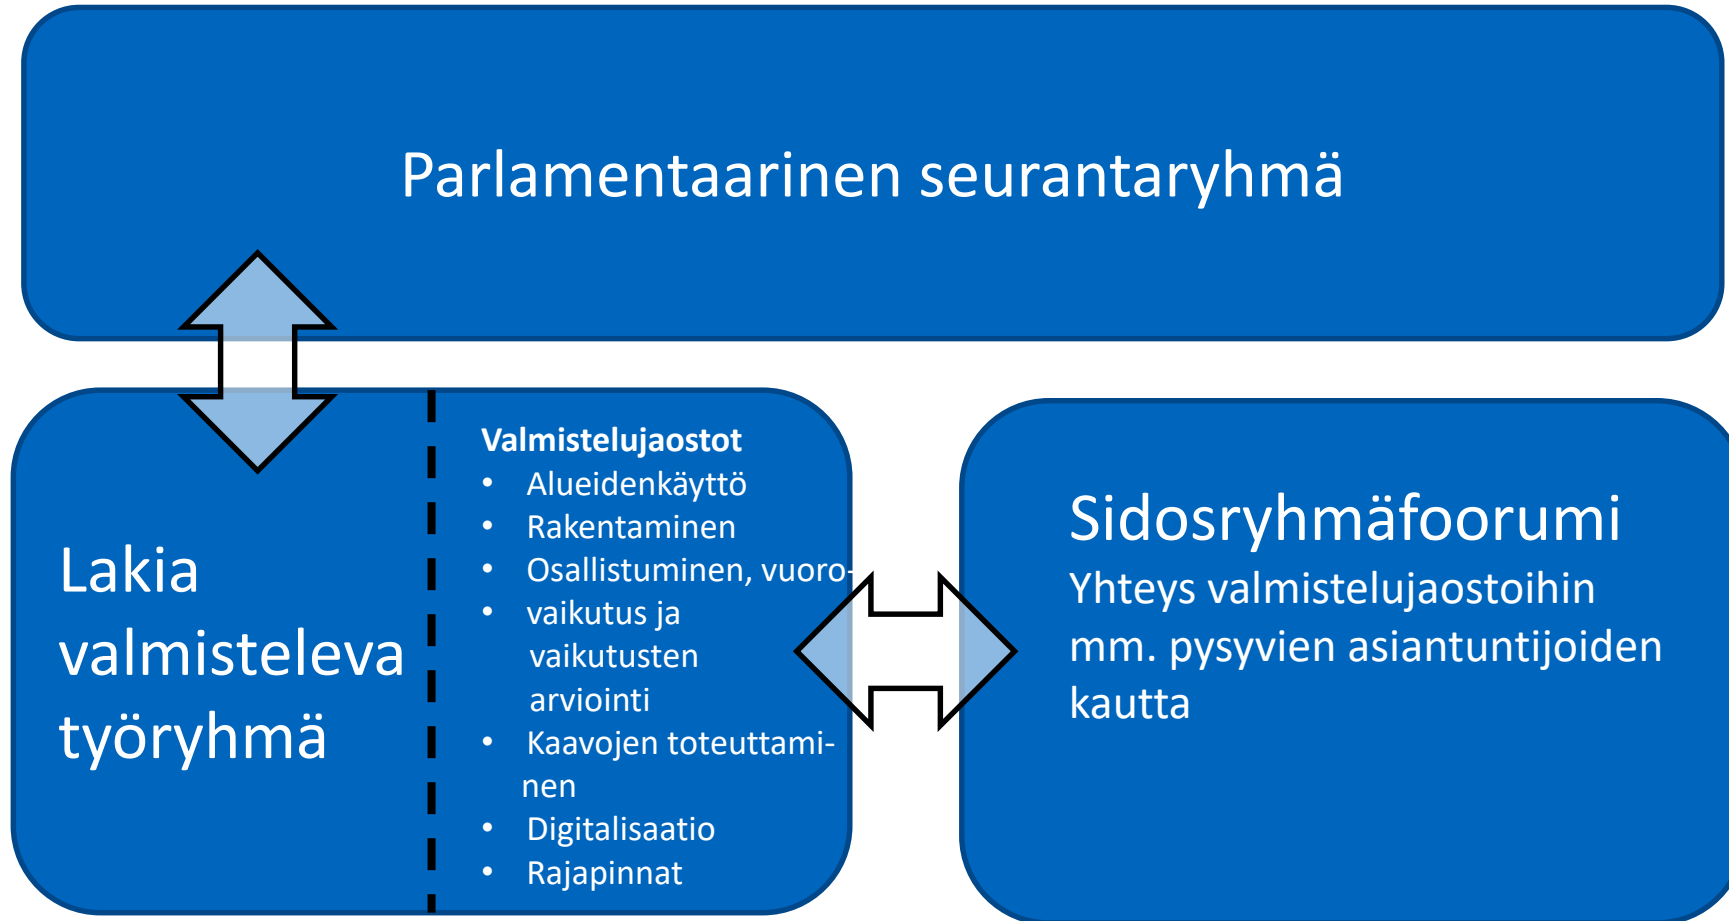 Parlamentaarinen seurantaryhmä
Lakia
valmisteleva
työryhmä
Valmistelujaostot
• Alueidenkäyttö
• Rakentaminen
• Osallistuminen, vuoro-
• vaikutus ja
vaikutusten
arviointi
• Kaavojen toteuttami-
nen
• Digitalisaatio
• Rajapinnat
Sidosryhmäfoorumi
Yhteys valmistelujaostoihin
mm. pysyvien asiantuntijoiden
kautta